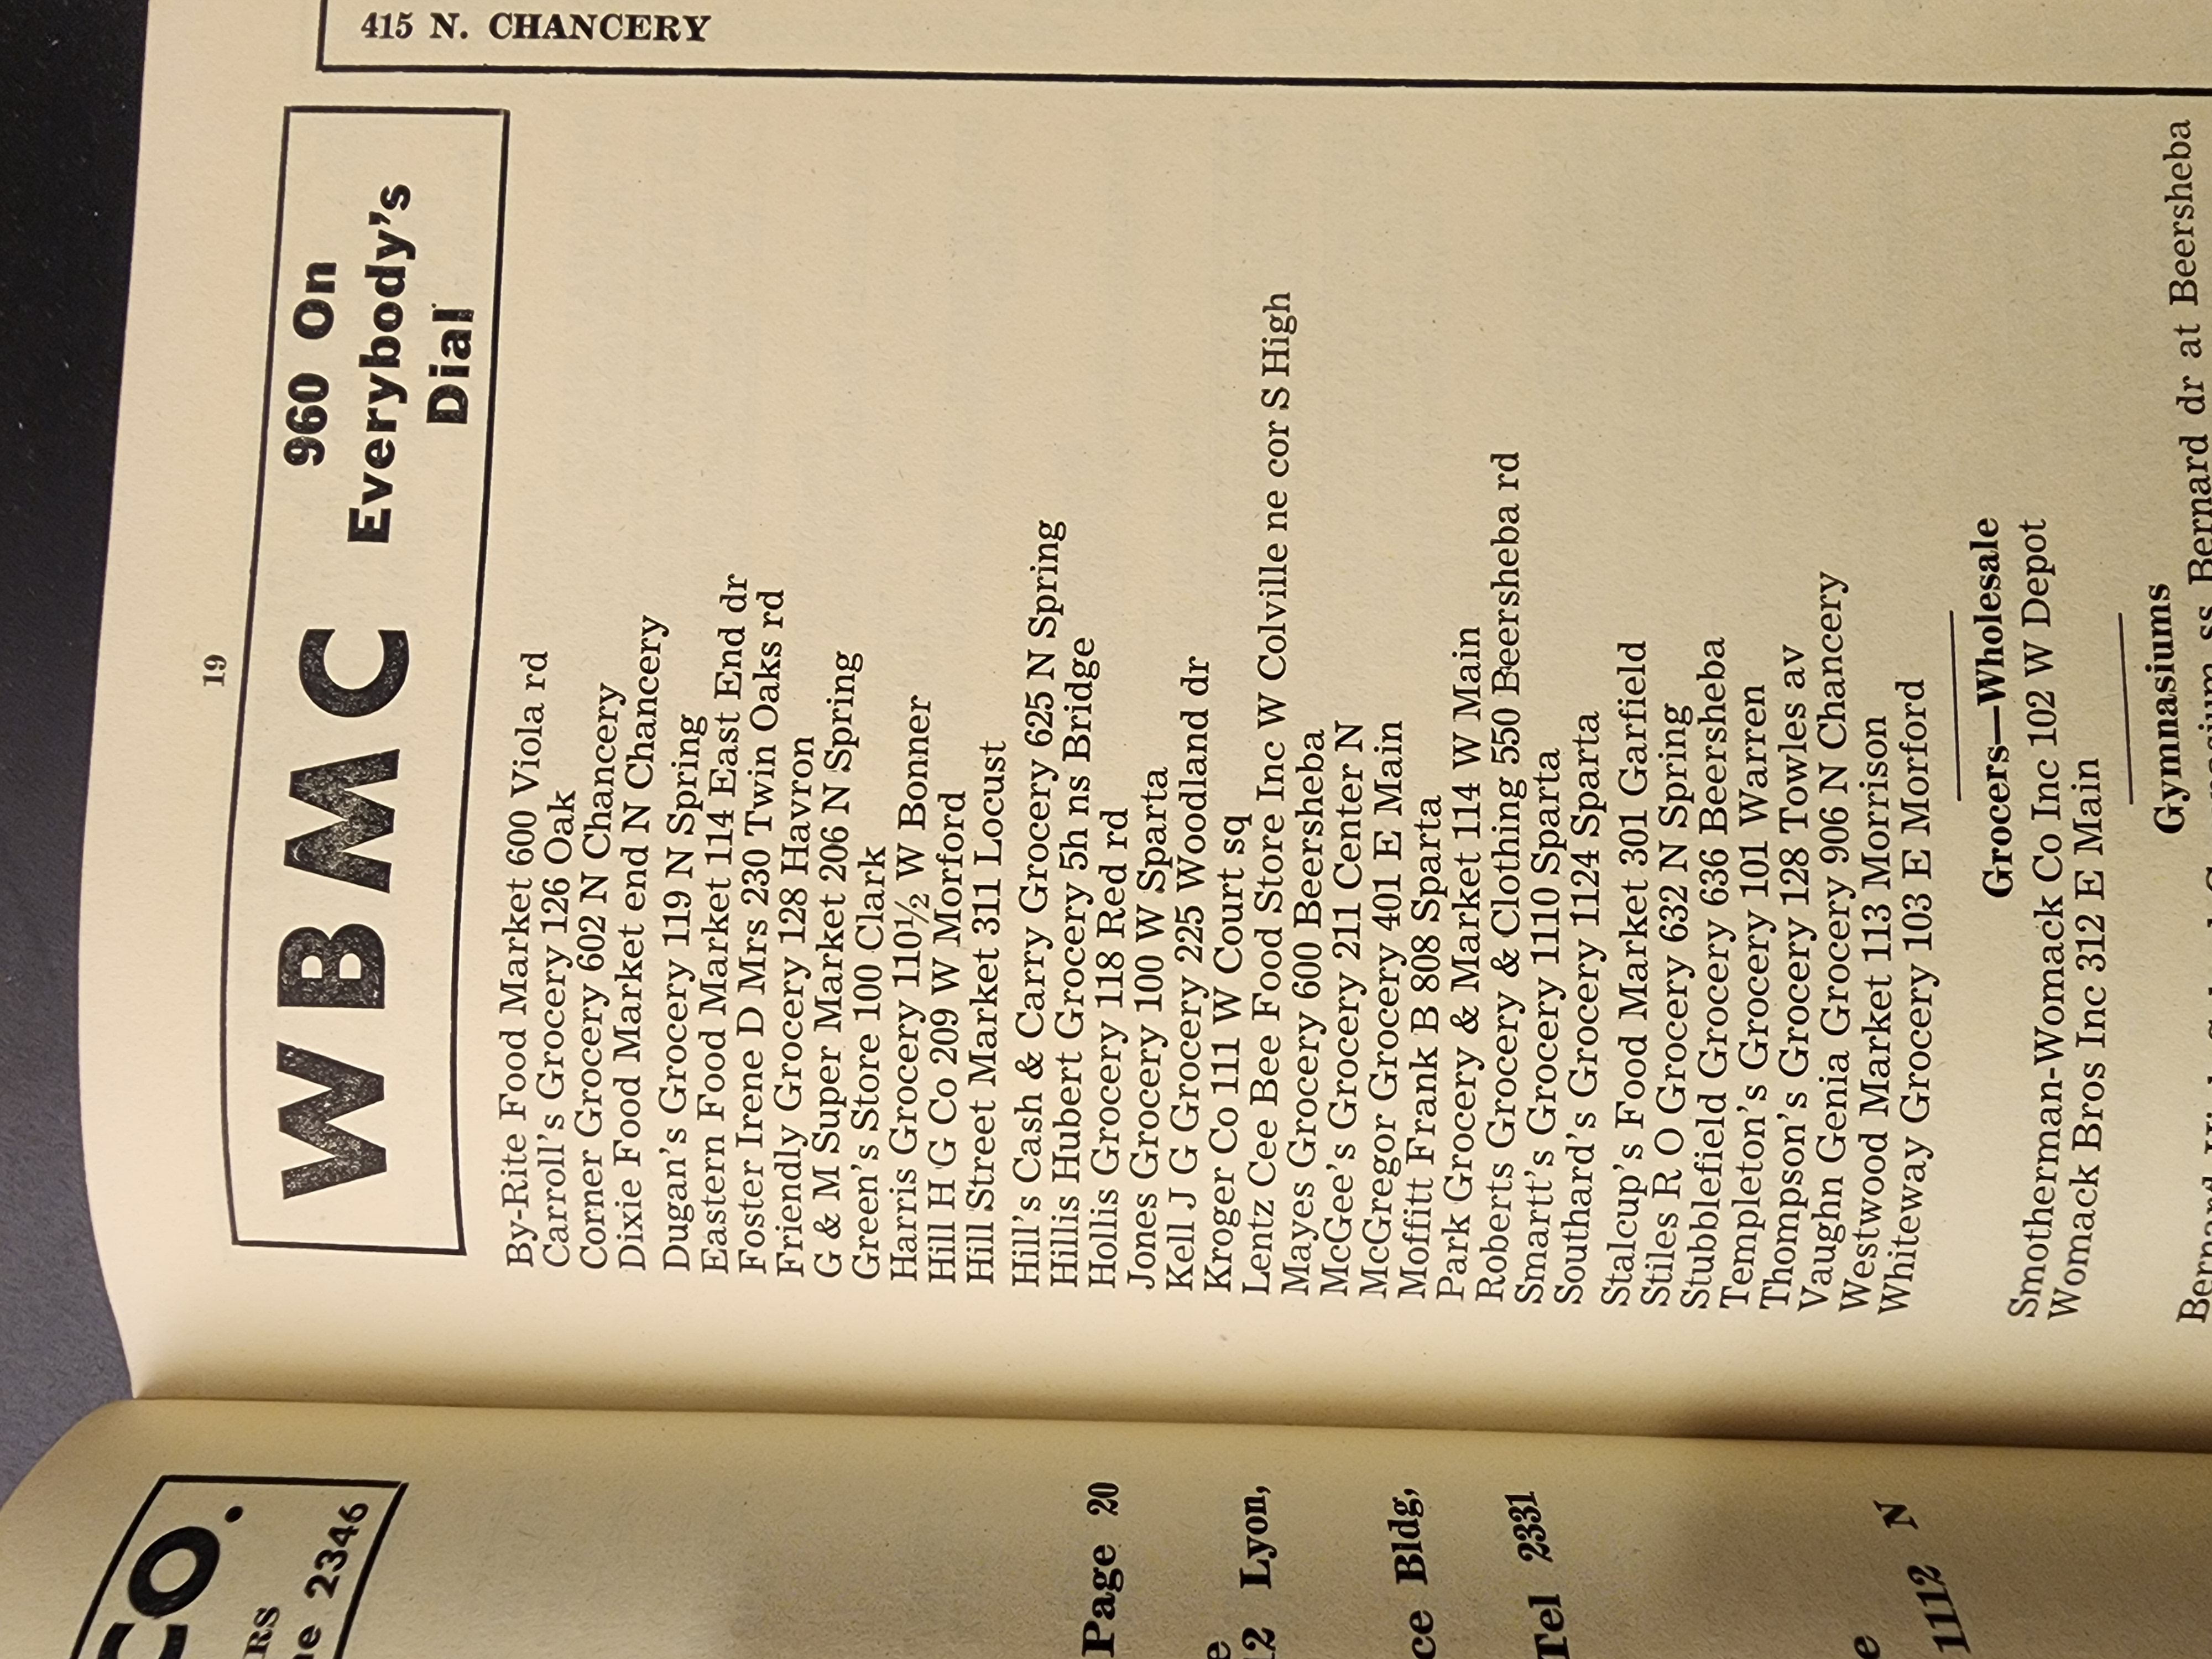 19
WBMC
960 On
Everybody's
Dial
By-Rite Food Market 600 Viola rd
Carroll's Grocery 126 Oak
Corner Grocery 602 N Chancery
Dixie Food Market end N Chancery
Dugan's Grocery 119 N Spring
Eastern Food Market 114 East End dr
Foster Irene D Mrs 230 Twin Oaks rd
Friendly Grocery 128 Havron
G & M Super Market 206 N Spring
Green's Store 100 Clark
Harris Grocery 110½ W Bonner
Hill H G Co 209 W Morford
Hill Street Market 311 Locust
Hill's Cash & Carry Grocery 625 N Spring
Hillis Hubert Grocery 5h ns Bridge
Hollis Grocery 118 Red rd
Jones Grocery 100 W Sparta
Kell J G Grocery 225 Woodland dr
Kroger Co 111 W Court sq
Lentz Cee Bee Food Store Inc W Colville ne cor S High
Mayes Grocery 600 Beersheba
McGee's Grocery 211 Center N
McGregor Grocery 401 E Main
Moffitt Frank B 808 Sparta
Park Grocery & Market 114 W Main
Roberts Grocery & Clothing 550 Beersheba rd
Smartt's Grocery 1110 Sparta
Southard's Grocery 1124 Sparta
Stalcup's Food Market 301 Garfield
Stiles R O Grocery 632 N Spring
Stubblefield Grocery 636 Beersheba
Templeton's Grocery 101 Warren
Thompson's Grocery 128 Towles av
Vaughn Genia Grocery 906 N Chancery
Westwood Market 113 Morrison
Whiteway Grocery 103 E Morford
Grocers—Wholesale
Smotherman-Womack Co Inc 102 W Depot
Womack Bros Inc 312 E Main
Gymnasiums
Bernard dr at Beersheba
415 N. CHANCERY
CO.
2346
Page 20
Lyon,
Bldg,
Tel 2331
1112 N